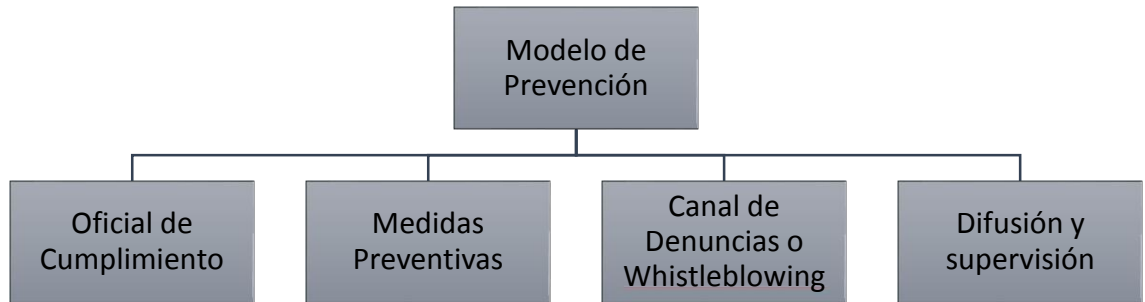 Modelo de
Prevención
Oficial de
Cumplimiento
Medidas
Preventivas
Canal de
Denuncias o
Whistleblowing
Difusión y
supervisión